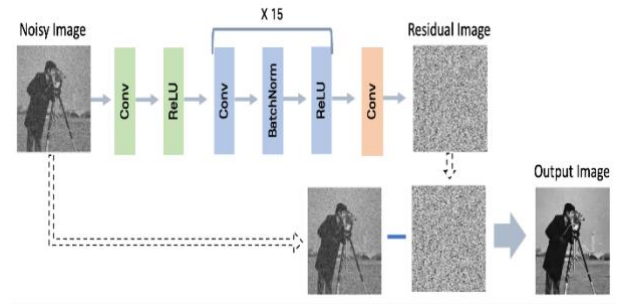 X 15
Noisy Image
Residual Image
Conv
ReLU
Conv
BatchNorm
ReLU
Conv
Output Image